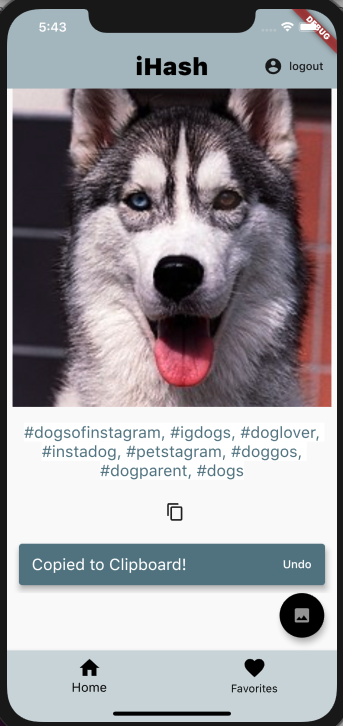 5:43
DEBUG
iHash
logout
#dogsofinstagram, #igdogs, #doglover,
#instadog, #petstagram, #doggos,
#dogparent, #dogs
Copied to Clipboard!
Undo
Home
Favorites